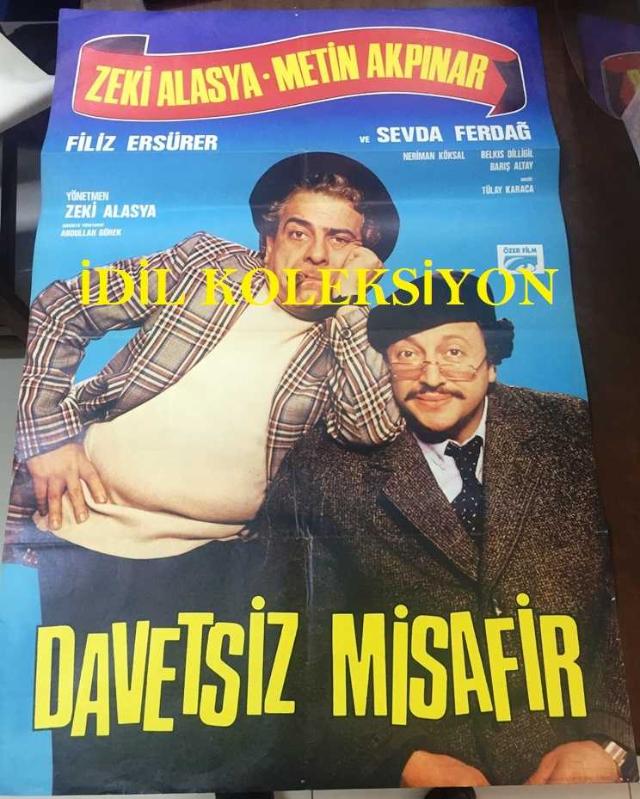 ZEKİ ALASYA · METİN AKPINAR
FİLİZ ERSÜRER
VE SEVDA FERDAĞ
NERİMAN KÖKSAL BELKIS DİLLİGİL
BARIŞ ALTAY
TÜLAY KARACA
YÖNETMEN
ZEKİ ALASYA
ABDULLAH GÜREK
ÖZER FİLM
İDİL KOLEKSİYON
DAVETSİZ MİSAFİR